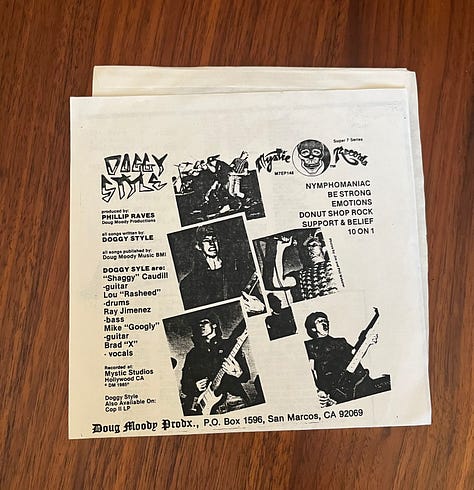 DOGGY
STYLE
produced by
PHILLIP RAVES
Doug Moody Productions
all songs written by:
DOGGY STYLE
all songs published by:
Doug Moody Music BMI
DOGGY SYLE are:
"Shaggy" Caudill
-guitar
Lou "Rasheed"
-drums
Ray Jimenez
-bass
Mike "Googly"
-guitar
Brad "X"
- vocals
Recorded at:
Mystic Studios
Hollywood CA
* DM 1985*
Doggy Style
Also Available On:
Cop II LP
Super 7 Series
Mystic Records
TM
M7EP146
NYMPHOMANIAC
BE STRONG
EMOTIONS
DONUT SHOP ROCK
SUPPORT & BELIEF
10 ON 1
Doug Moody Prodx., P.O. Box 1596, San Marcos, CA 92069